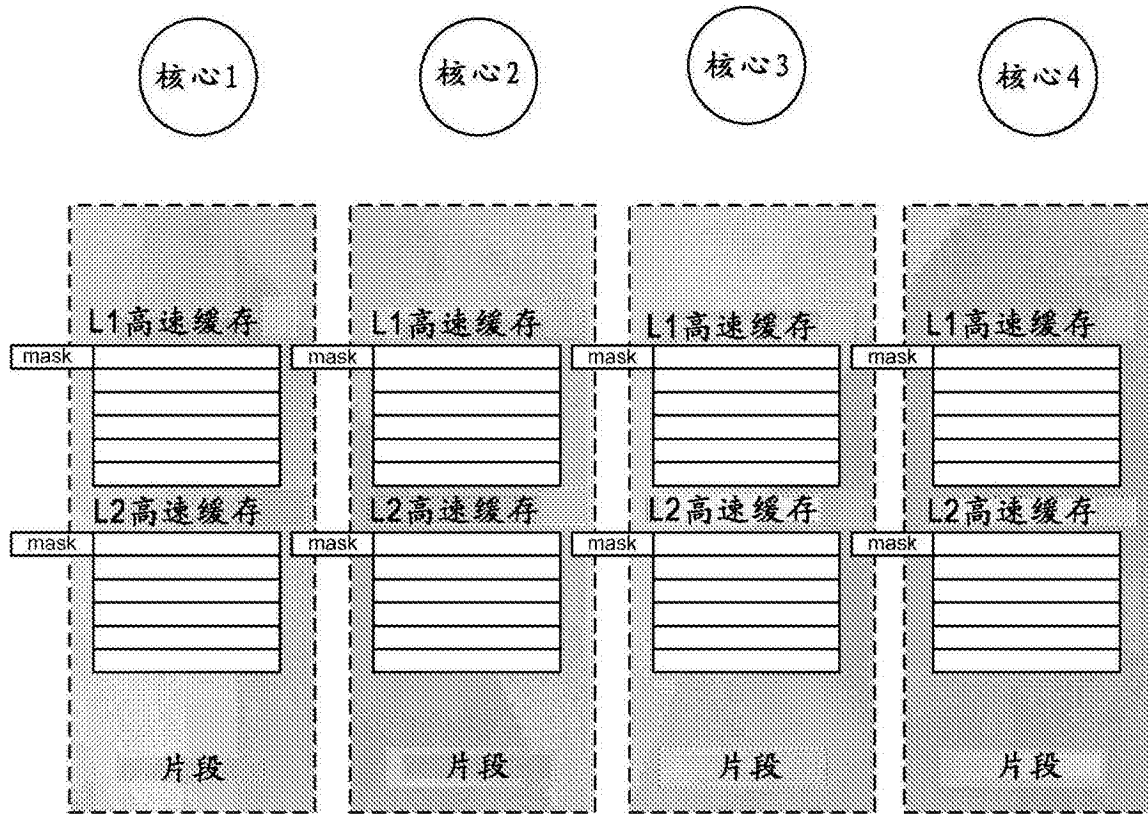 核心1 核心2 核心3 核心4
L1高速缓存 L1高速缓存 L1高速缓存 L1高速缓存
mask mask mask mask
L2高速缓存 L2高速缓存 L2高速缓存 L2高速缓存
mask mask mask mask
片段 片段 片段 片段